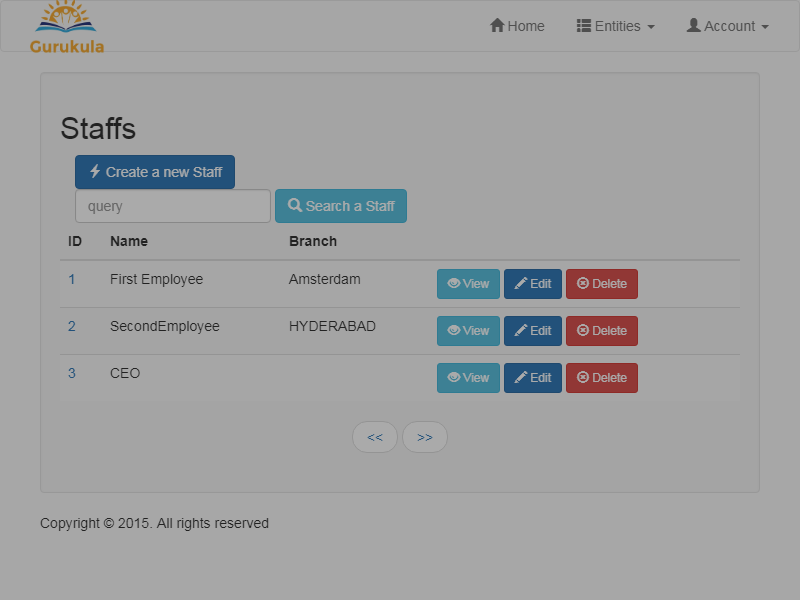 Gurukula
Home Entities Account
Staffs
Create a new Staff
query Search a Staff
ID Name Branch
1 First Employee Amsterdam View Edit Delete
2 SecondEmployee HYDERABAD View Edit Delete
3 CEO View Edit Delete
<< >>
Copyright © 2015. All rights reserved